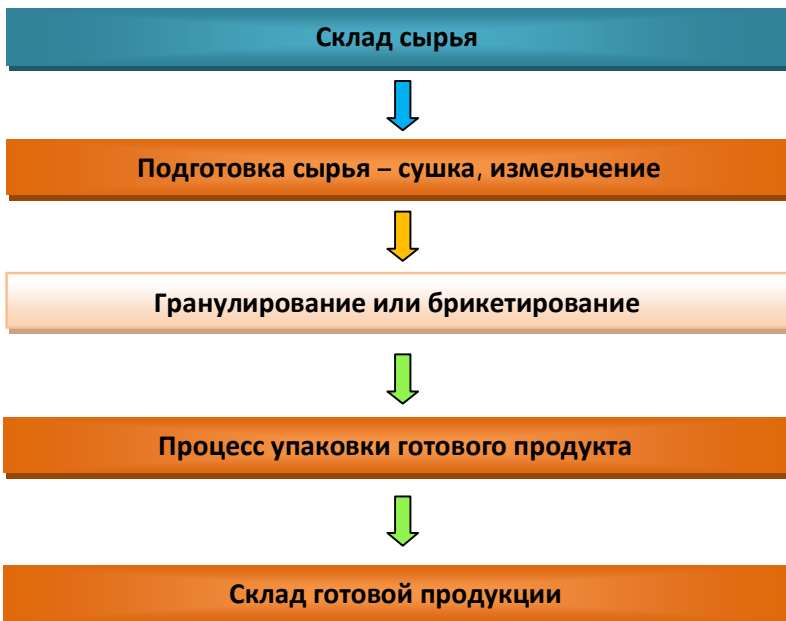 Склад сырья
Подготовка сырья – сушка, измельчение
Гранулирование или брикетирование
Процесс упаковки готового продукта
Склад готовой продукции